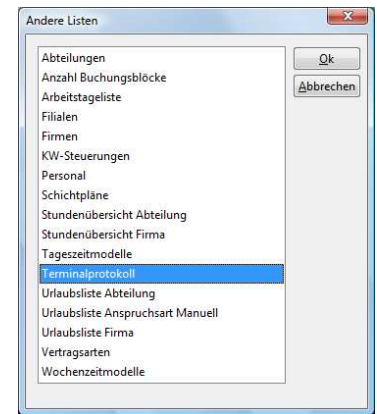 Andere Listen
Abteilungen
Anzahl Buchungsblöcke
Arbeitstageliste
Filialen
Firmen
KW-Steuerungen
Personal
Schichtpläne
Stundenübersicht Abteilung
Stundenübersicht Firma
Tageszeitmodelle
Terminalprotokoll
Urlaubsliste Abteilung
Urlaubsliste Anspruchsart Manuell
Urlaubsliste Firma
Vertragsarten
Wochenzeitmodelle
Ok
Abbrechen